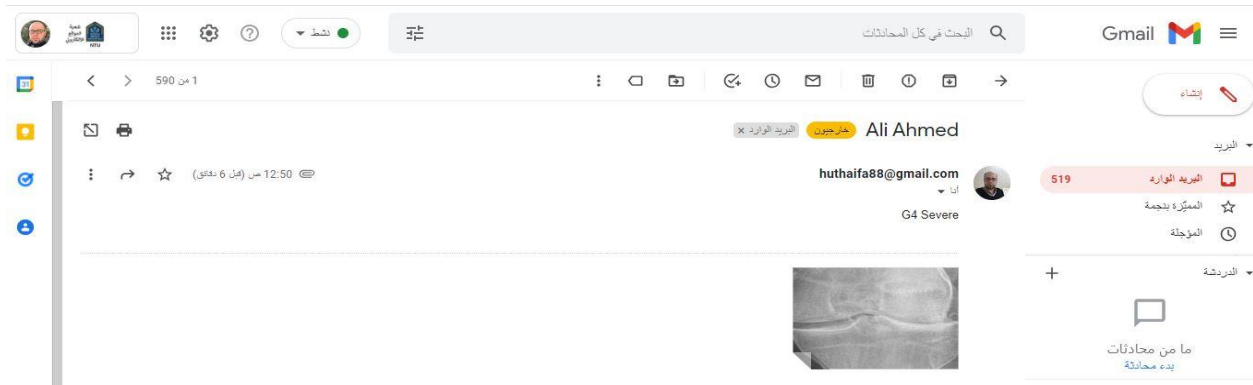 Gmail
البحث في كل المحادثات
نشط
NTU
إنشاء
1 من 590
البريد
البريد الوارد
519
المميّزة بنجمة
المؤجلة
الدردشة
ما من محادثات
بدء محادثة
Ali Ahmed خارجيون البريد الوارد x
huthaifa88@gmail.com
12:50 ص (قبل 6 دقائق)
أنا
G4 Severe
31